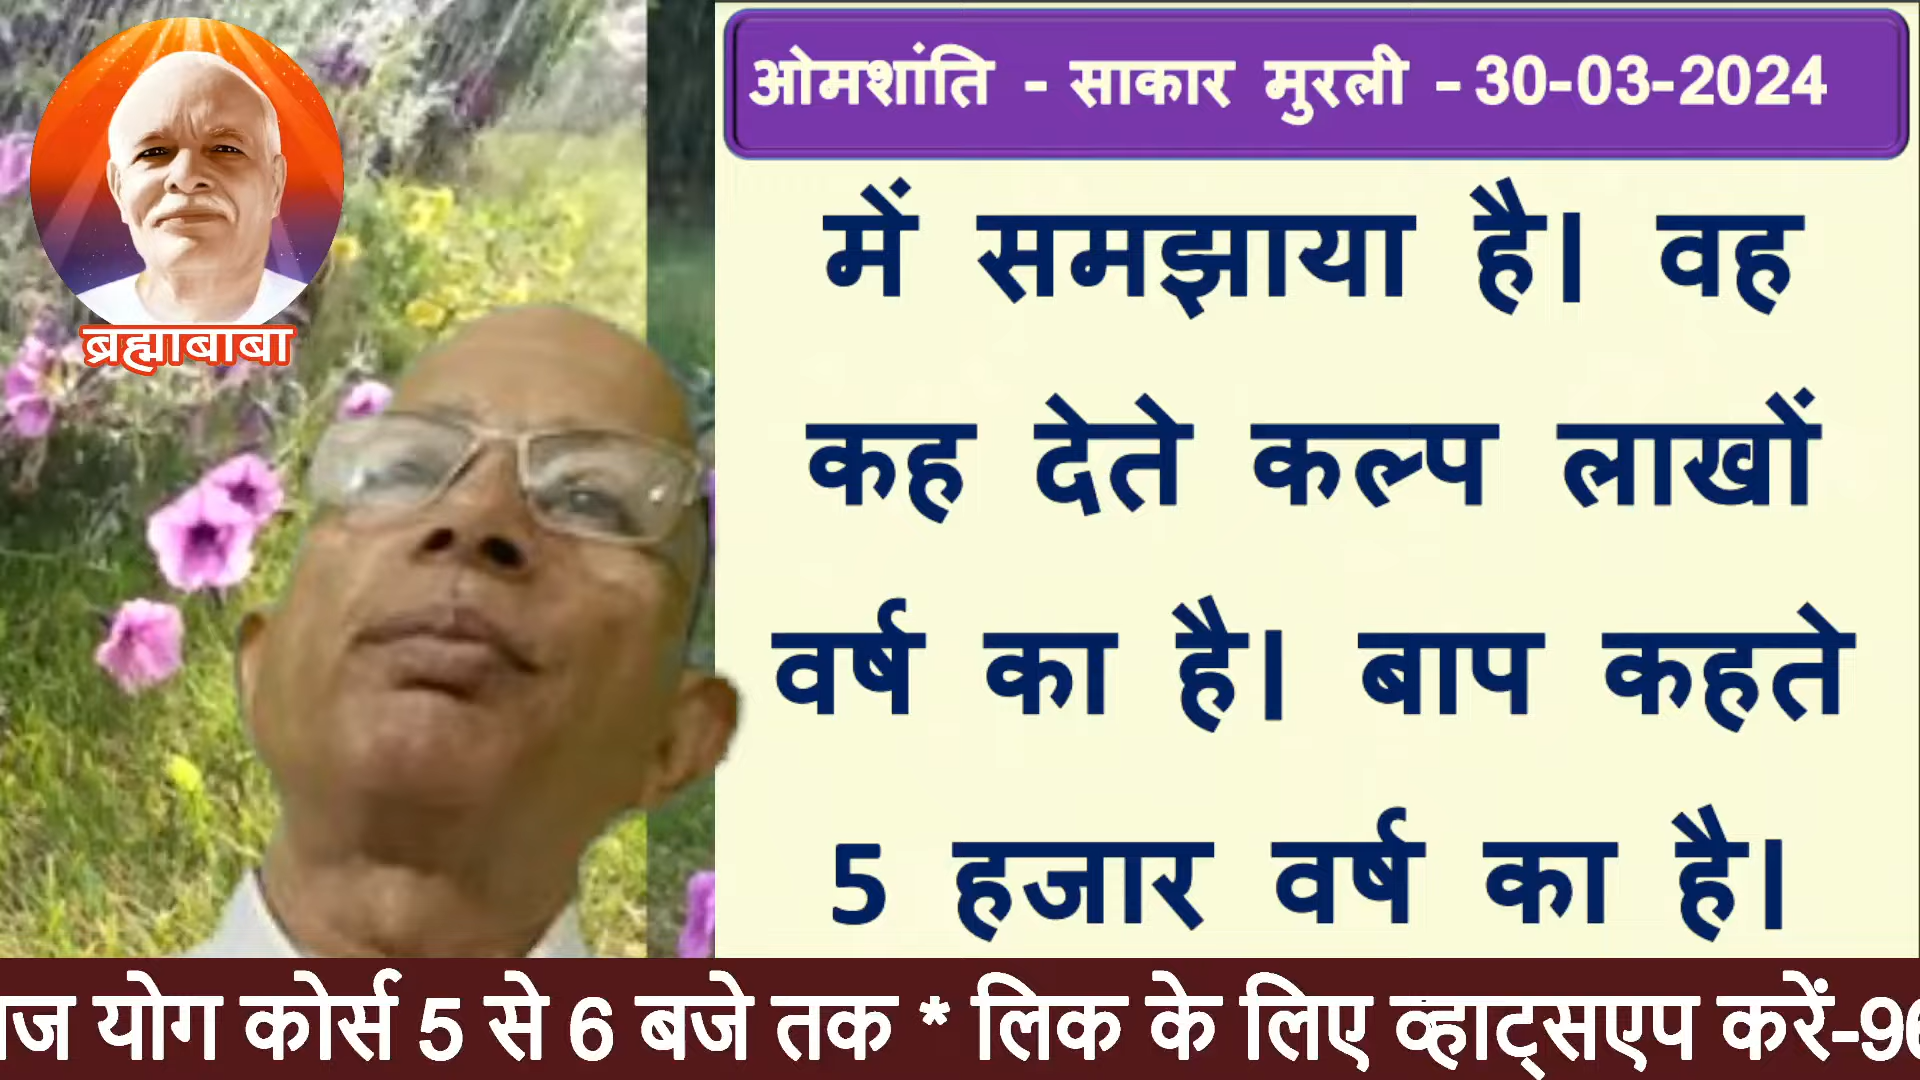 ब्रह्माबाबा
ओमशांति - साकार मुरली - 30-03-2024
में समझाया है। वह
कह देते कल्प लाखों
वर्ष का है। बाप कहते
5 हजार वर्ष का है।
योग कोर्स 5 से 6 बजे तक * लिक के लिए व्हाट्सएप करें-96